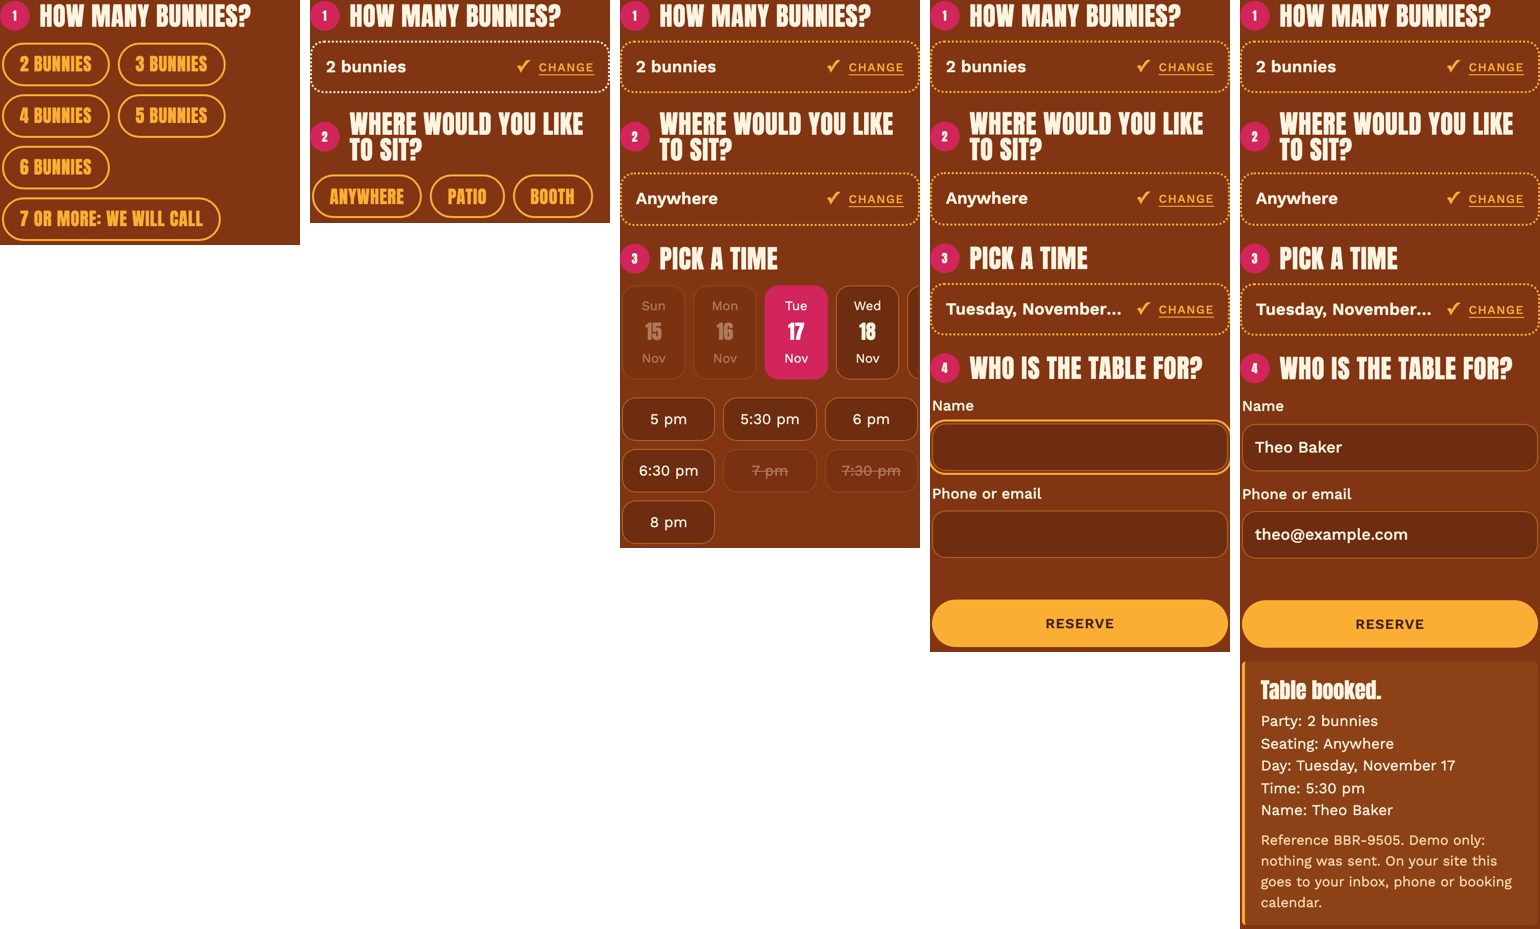 1 HOW MANY BUNNIES?
2 BUNNIES 3 BUNNIES
4 BUNNIES 5 BUNNIES
6 BUNNIES
7 OR MORE: WE WILL CALL
1 HOW MANY BUNNIES?
2 bunnies ✓ CHANGE
2 WHERE WOULD YOU LIKE
TO SIT?
ANYWHERE PATIO BOOTH
1 HOW MANY BUNNIES?
2 bunnies ✓ CHANGE
2 WHERE WOULD YOU LIKE
TO SIT?
Anywhere ✓ CHANGE
3 PICK A TIME
Sun Mon Tue Wed
15 16 17 18
Nov Nov Nov Nov
5 pm 5:30 pm 6 pm
6:30 pm 7 pm 7:30 pm
8 pm
1 HOW MANY BUNNIES?
2 bunnies ✓ CHANGE
2 WHERE WOULD YOU LIKE
TO SIT?
Anywhere ✓ CHANGE
3 PICK A TIME
Tuesday, November... ✓ CHANGE
4 WHO IS THE TABLE FOR?
Name
Phone or email
RESERVE
1 HOW MANY BUNNIES?
2 bunnies ✓ CHANGE
2 WHERE WOULD YOU LIKE
TO SIT?
Anywhere ✓ CHANGE
3 PICK A TIME
Tuesday, November... ✓ CHANGE
4 WHO IS THE TABLE FOR?
Name
Theo Baker
Phone or email
theo@example.com
RESERVE
Table booked.
Party: 2 bunnies
Seating: Anywhere
Day: Tuesday, November 17
Time: 5:30 pm
Name: Theo Baker
Reference BBR-9505. Demo only:
nothing was sent. On your site this
goes to your inbox, phone or booking
calendar.